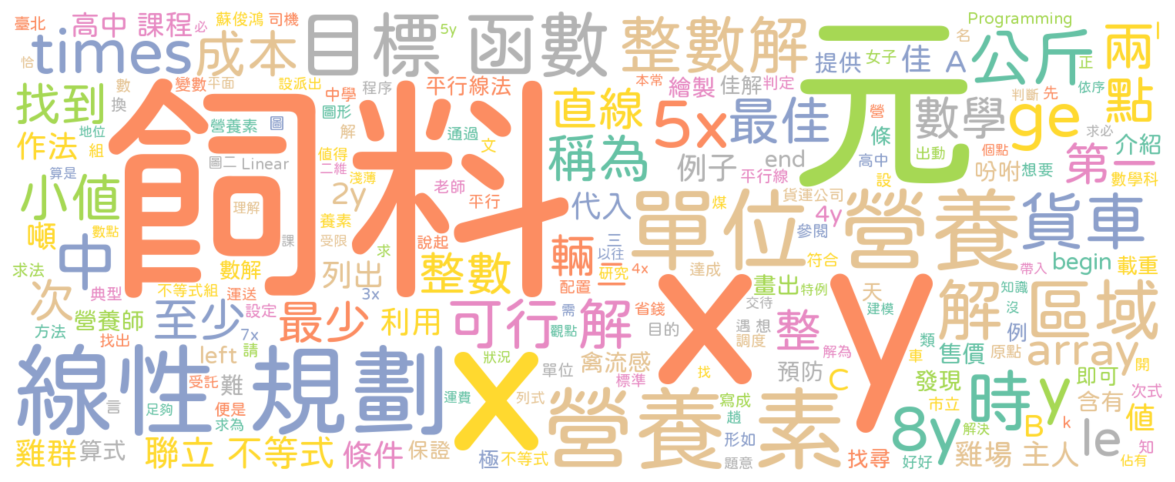 臺北 高中 課程 必 蘇俊鴻 司機 5y Programming 名
恰 times 成本 目標 函數 整數解 元 提供 女子 佳 A 公斤 正 兩
找到 數 變數 平面 設派出 程序 平行線法 本常 繪製 佳解 判定 營 判斷 先 依序 點
作法 地位 換 飼料 中學 圖形 解 通過 文 直線 5x 最佳 條 數學 ge 求必 介紹
組 營養素 圖 值得 二維 稱為 例子 end 高中 出動 個點 第一
算是 圖二 Linear 淺薄 2y 老師 平行 平行線 設 吩咐 想要 數學科
小值 理解 養素 說起 代入 單位 煤 貨運公司 4y 營養 貨車
噸 數點 中 課 受限 求 三 以往 參閱
求法 次 數解 列出 整數 輛 二 研究 4x 達成 符合 帶入 載重 begin
典型 不等式組 運送 3x 配置 畫出 特例 天 知識
方法 營養師 至少 設定 最少 利用 可行 解 需 觀點 省錢 目的 交待 遇 想 調度 整 建模 解 沒 例 區域
找出 7x 請 x y 解為 類 售價 原點 array
線性 規劃 left 受託 難 狀況 x 單位 禽流感 標準 預防 C 車 發現 時 y 即可 開
言 足夠 便是 求為 運費 列式 營養素 找 寫成 趙 8y 市立 B k 含有 次式 值
雞群 算式 聯立 不等式 條件 保證 極 不等式 形如 題意 找尋 解決 好好 雞場 主人 le 知 佔有